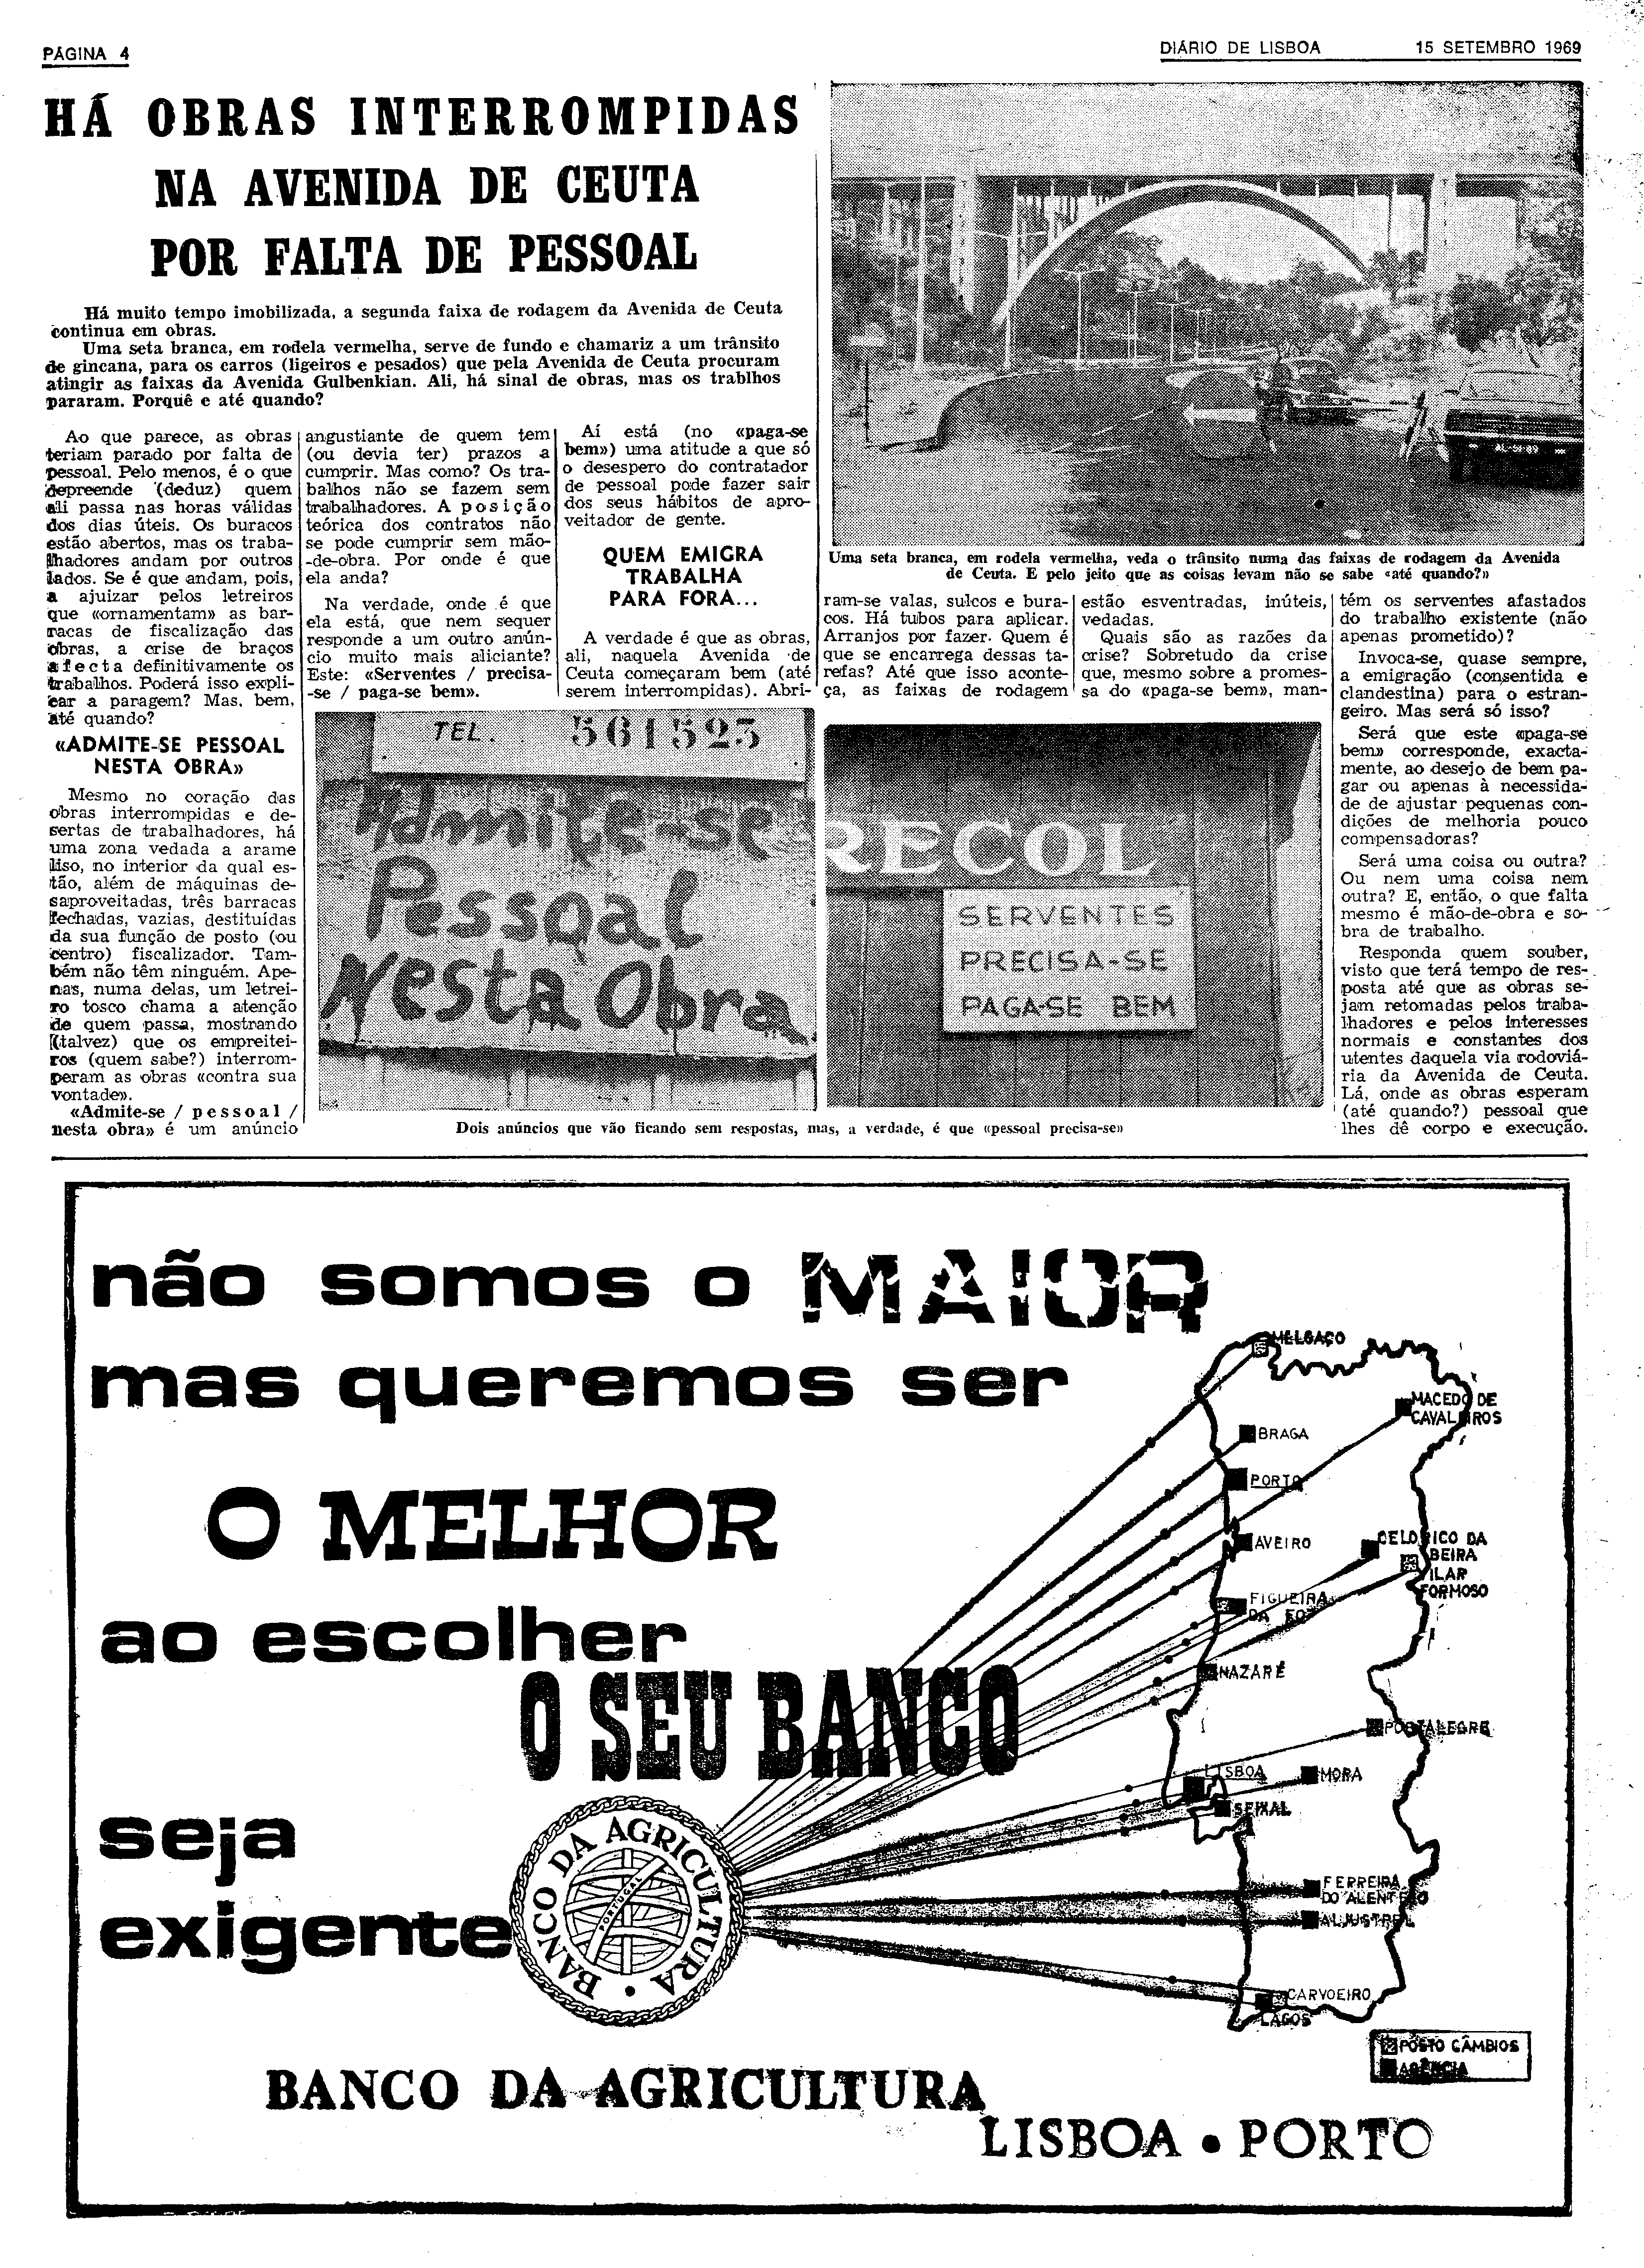 PÁGINA 4
DIÁRIO DE LISBOA 15 SETEMBRO 1969
HÁ OBRAS INTERROMPIDAS
NA AVENIDA DE CEUTA
POR FALTA DE PESSOAL
Há muito tempo imobilizada, a segunda faixa de rodagem da Avenida de Ceuta
continua em obras.
Uma seta branca, em rodela vermelha, serve de fundo e chamariz a um trânsito
de gincana, para os carros (ligeiros e pesados) que pela Avenida de Ceuta procuram
atingir as faixas da Avenida Gulbenkian. Ali, há sinal de obras, mas os trablhos
pararam. Porquê e até quando?
Ao que parece, as obras
teriam parado por falta de
pessoal. Pelo menos, é o que
depreende (deduz) quem
ali passa nas horas válidas
dos dias úteis. Os buracos
estão abertos, mas os traba-
lhadores andam por outros
lados. Se é que andam, pois,
a ajuizar pelos letreiros
que «ornamentam» as bar-
racas de fiscalização das
obras, a crise de braços
afecta definitivamente os
trabalhos. Poderá isso expli-
car a paragem? Mas, bem,
até quando?
«ADMITE-SE PESSOAL
NESTA OBRA»
Mesmo no coração das
obras interrompidas e de-
sertas de trabalhadores, há
uma zona vedada a arame
liso, no interior da qual es-
tão, além de máquinas de-
saproveitadas, três barracas
fechadas, vazias, destituídas
da sua função de posto (ou
centro) fiscalizador. Tam-
bém não têm ninguém. Ape-
nas, numa delas, um letrei-
ro tosco chama a atenção
de quem passa, mostrando
(talvez) que os empreitei-
ros (quem sabe?) interrom-
peram as obras «contra sua
vontade».
«Admite-se / pessoal /
nesta obra» é um anúncio
angustiante de quem tem
(ou devia ter) prazos a
cumprir. Mas como? Os tra-
balhos não se fazem sem
trabalhadores. A posição
teórica dos contratos não
se pode cumprir sem mão-
-de-obra. Por onde é que
ela anda?
Na verdade, onde é que
ela está, que nem sequer
responde a um outro anún-
cio muito mais aliciante?
Este: «Serventes / precisa-
-se / paga-se bem».
Aí está (no «paga-se
bem») uma atitude a que só
o desespero do contratador
de pessoal pode fazer sair
dos seus hábitos de apro-
veitador de gente.
QUEM EMIGRA
TRABALHA
PARA FORA...
A verdade é que as obras,
ali, naquela Avenida de
Ceuta começaram bem (até
serem interrompidas). Abri-
AL-51-89
Uma seta branca, em rodela vermelha, veda o trânsito numa das faixas de rodagem da Avenida
de Ceuta. E pelo jeito que as coisas levam não se sabe «até quando?»
ram-se valas, sulcos e bura-
cos. Há tubos para aplicar.
Arranjos por fazer. Quem é
que se encarrega dessas ta-
refas? Até que isso aconte-
ça, as faixas de rodagem
estão esventradas, inúteis,
vedadas.
Quais são as razões da
crise? Sobretudo da crise
que, mesmo sobre a promes-
sa do «paga-se bem», man-
tém os serventes afastados
do trabalho existente (não
apenas prometido)?
Invoca-se, quase sempre,
a emigração (consentida e
clandestina) para o estran-
geiro. Mas será só isso?
Será que este «paga-se
bem» corresponde, exacta-
mente, ao desejo de bem pa-
gar ou apenas à necessida-
de de ajustar pequenas con-
dições de melhoria pouco
compensadoras?
Será uma coisa ou outra?
Ou nem uma coisa nem
outra? E, então, o que falta
mesmo é mão-de-obra e so-
bra de trabalho.
Responda quem souber,
visto que terá tempo de res-
posta até que as obras se-
jam retomadas pelos traba-
lhadores e pelos interesses
normais e constantes dos
utentes daquela via rodoviá-
ria da Avenida de Ceuta.
Lá, onde as obras esperam
(até quando?) pessoal que
lhes dê corpo e execução.
TEL. 561523
Admite-se
Pessoal
Nesta Obra
RECOL
SERVENTES
PRECISA-SE
PAGA-SE BEM
Dois anúncios que vão ficando sem respostas, mas, a verdade, é que «pessoal precisa-se»
não somos o MAIOR
mas queremos ser
O MELHOR
ao escolher
O SEU BANCO
seja
exigente
BANCO DA AGRICULTURA
PORTUGAL
MELGAÇO
MACEDO DE
CAVALEIROS
BRAGA
PORTO
AVEIRO
CELORICO DA
BEIRA
VILAR
FORMOSO
FIGUEIRA
DA FOZ
NAZARÉ
PORTALEGRE
LISBOA
MORA
SEIXAL
FERREIRA
DO ALENTEJO
ALJUSTREL
CARVOEIRO
LAGOS
POSTO CÂMBIOS
AGÊNCIA
BANCO DA AGRICULTURA
LISBOA • PORTO